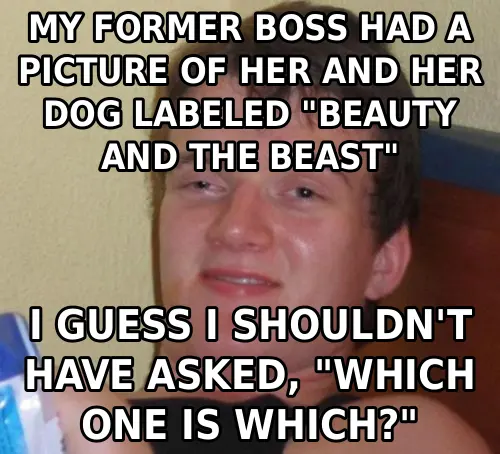 MY FORMER BOSS HAD A
PICTURE OF HER AND HER
DOG LABELED "BEAUTY
AND THE BEAST"
I GUESS I SHOULDN'T
HAVE ASKED, "WHICH
ONE IS WHICH?"